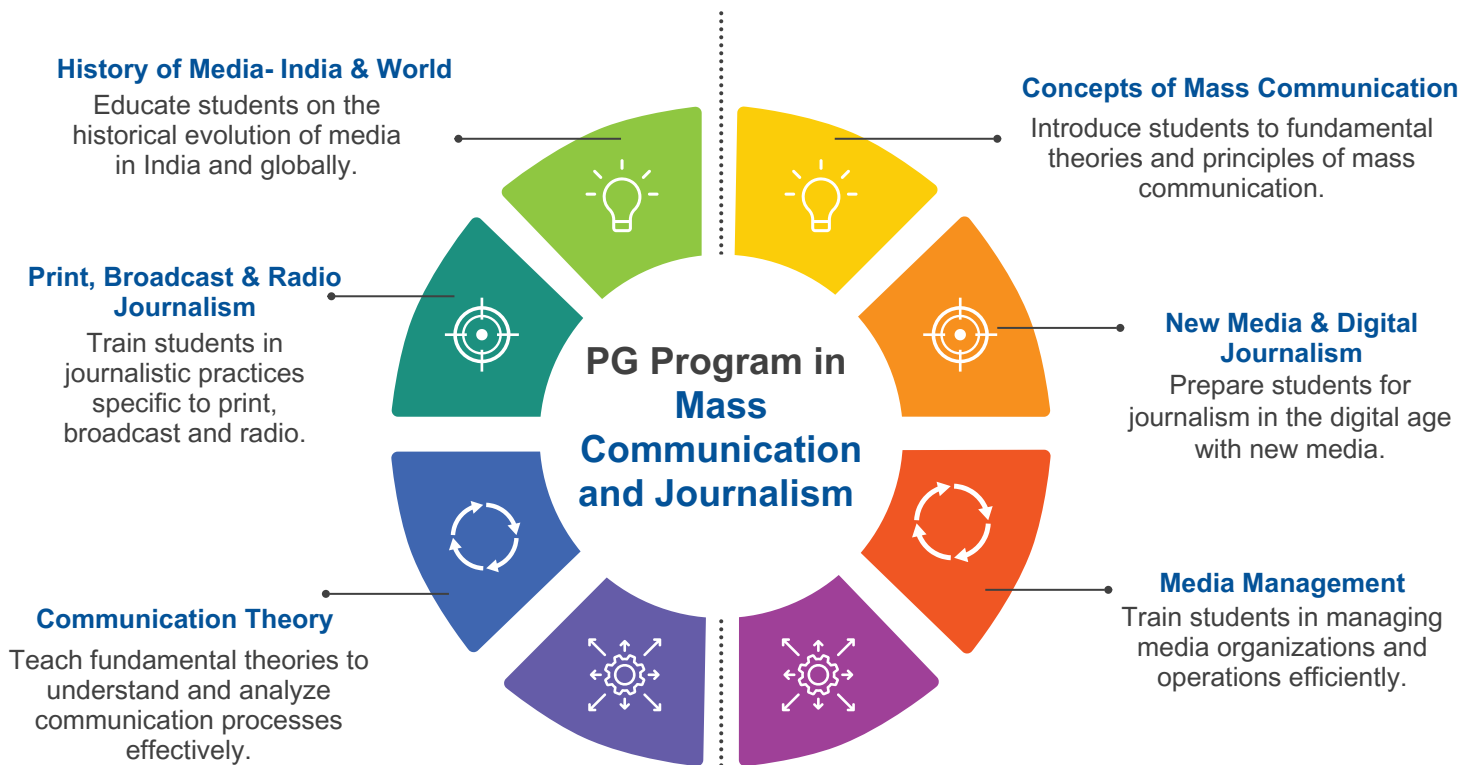 History of Media- India & World
Educate students on the
historical evolution of media
in India and globally.
Concepts of Mass Communication
Introduce students to fundamental
theories and principles of mass
communication.
Print, Broadcast & Radio
Journalism
Train students in
journalistic practices
specific to print,
broadcast and radio.
PG Program in
Mass
Communication
and Journalism
New Media & Digital
Journalism
Prepare students for
journalism in the digital age
with new media.
Communication Theory
Teach fundamental theories to
understand and analyze
communication processes
effectively.
Media Management
Train students in managing
media organizations and
operations efficiently.